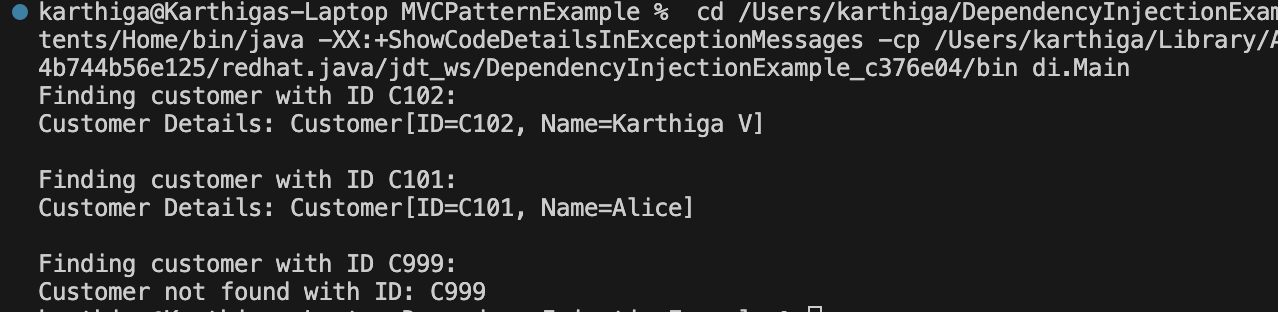 karthiga@Karthigas-Laptop MVCPatternExample %  cd /Users/karthiga/DependencyInjectionExam
tents/Home/bin/java -XX:+ShowCodeDetailsInExceptionMessages -cp /Users/karthiga/Library/A
4b744b56e125/redhat.java/jdt_ws/DependencyInjectionExample_c376e04/bin di.Main
Finding customer with ID C102:
Customer Details: Customer[ID=C102, Name=Karthiga V]
Finding customer with ID C101:
Customer Details: Customer[ID=C101, Name=Alice]
Finding customer with ID C999:
Customer not found with ID: C999